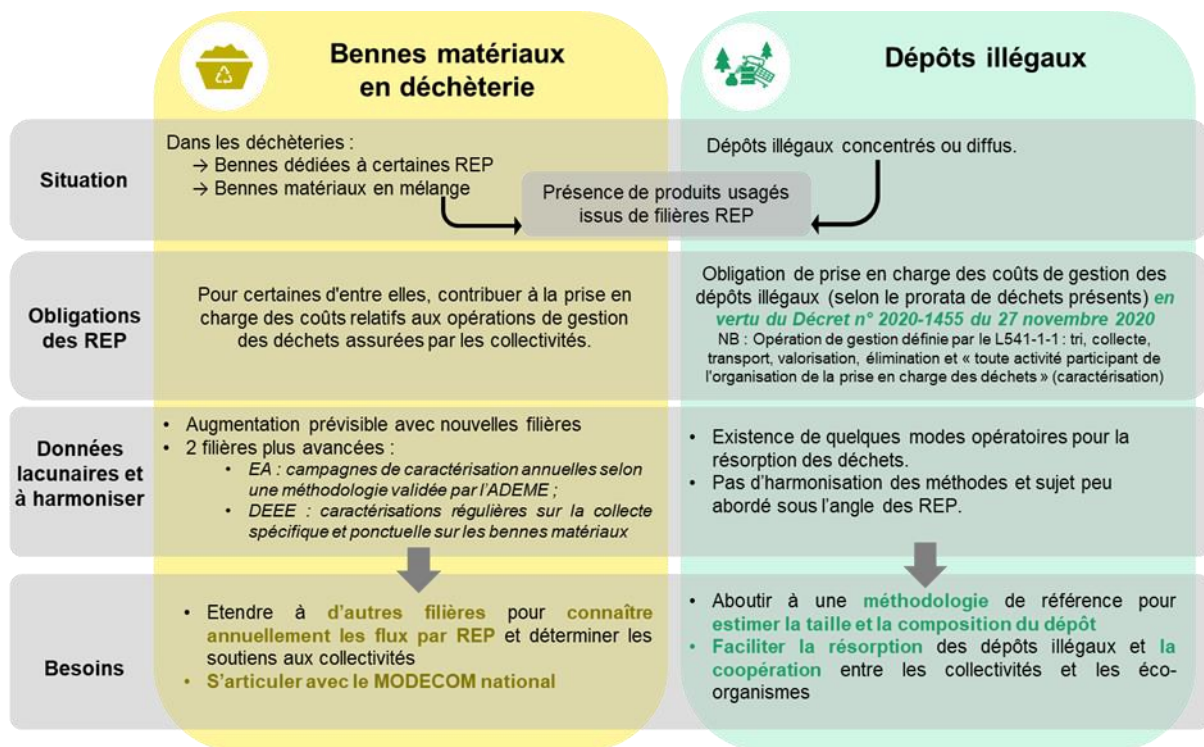 Bennes matériaux
en déchèterie
Dépôts illégaux
Situation
Dans les déchèteries :
→ Bennes dédiées à certaines REP
→ Bennes matériaux en mélange
Présence de produits usagés
issus de filières REP
Dépôts illégaux concentrés ou diffus.
Obligations
des REP
Pour certaines d'entre elles, contribuer à la prise en
charge des coûts relatifs aux opérations de gestion
des déchets assurées par les collectivités.
Obligation de prise en charge des coûts de gestion des
dépôts illégaux (selon le prorata de déchets présents) en
vertu du Décret n° 2020-1455 du 27 novembre 2020
NB : Opération de gestion définie par le L541-1-1 : tri, collecte,
transport, valorisation, élimination et « toute activité participant de
l'organisation de la prise en charge des déchets » (caractérisation)
Données
lacunaires et
à harmoniser
• Augmentation prévisible avec nouvelles filières
• 2 filières plus avancées :
• EA : campagnes de caractérisation annuelles selon
une méthodologie validée par l'ADEME ;
• DEEE : caractérisations régulières sur la collecte
spécifique et ponctuelle sur les bennes matériaux
• Existence de quelques modes opératoires pour la
résorption des déchets.
• Pas d'harmonisation des méthodes et sujet peu
abordé sous l'angle des REP.
Besoins
• Etendre à d'autres filières pour connaître
annuellement les flux par REP et déterminer les
soutiens aux collectivités
• S'articuler avec le MODECOM national
• Aboutir à une méthodologie de référence pour
estimer la taille et la composition du dépôt
• Faciliter la résorption des dépôts illégaux et la
coopération entre les collectivités et les éco-
organismes